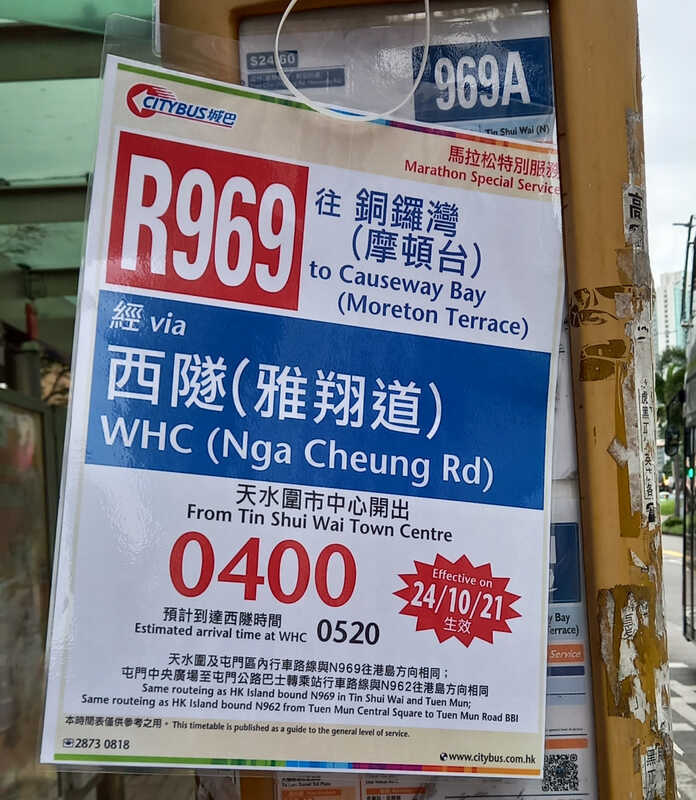 $24.60
969A
Tin Shui Wai (N)
CITYBUS城巴
馬拉松特別服務
Marathon Special Service
R969
往 銅鑼灣
(摩頓台)
to Causeway Bay
(Moreton Terrace)
經 via
西隧(雅翔道)
WHC (Nga Cheung Rd)
天水圍市中心開出
From Tin Shui Wai Town Centre
0400
Effective on
24/10/21
生效
預計到達西隧時間
Estimated arrival time at WHC 0520
天水圍及屯門區內行車路線與N969往港島方向相同；
屯門中央廣場至屯門公路巴士轉乘站行車路線與N962往港島方向相同
Same routeing as HK Island bound N969 in Tin Shui Wai and Tuen Mun;
Same routeing as HK Island bound N962 from Tuen Mun Central Square to Tuen Mun Road BBI
本時間表僅供參考之用。This timetable is published as a guide to the general level of service.
2873 0818
www.citybus.com.hk
Bay
Terrace)
Service
高